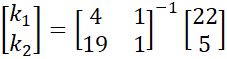 [k₁ k₂] = [4 1; 19 1]⁻¹ [22; 5]